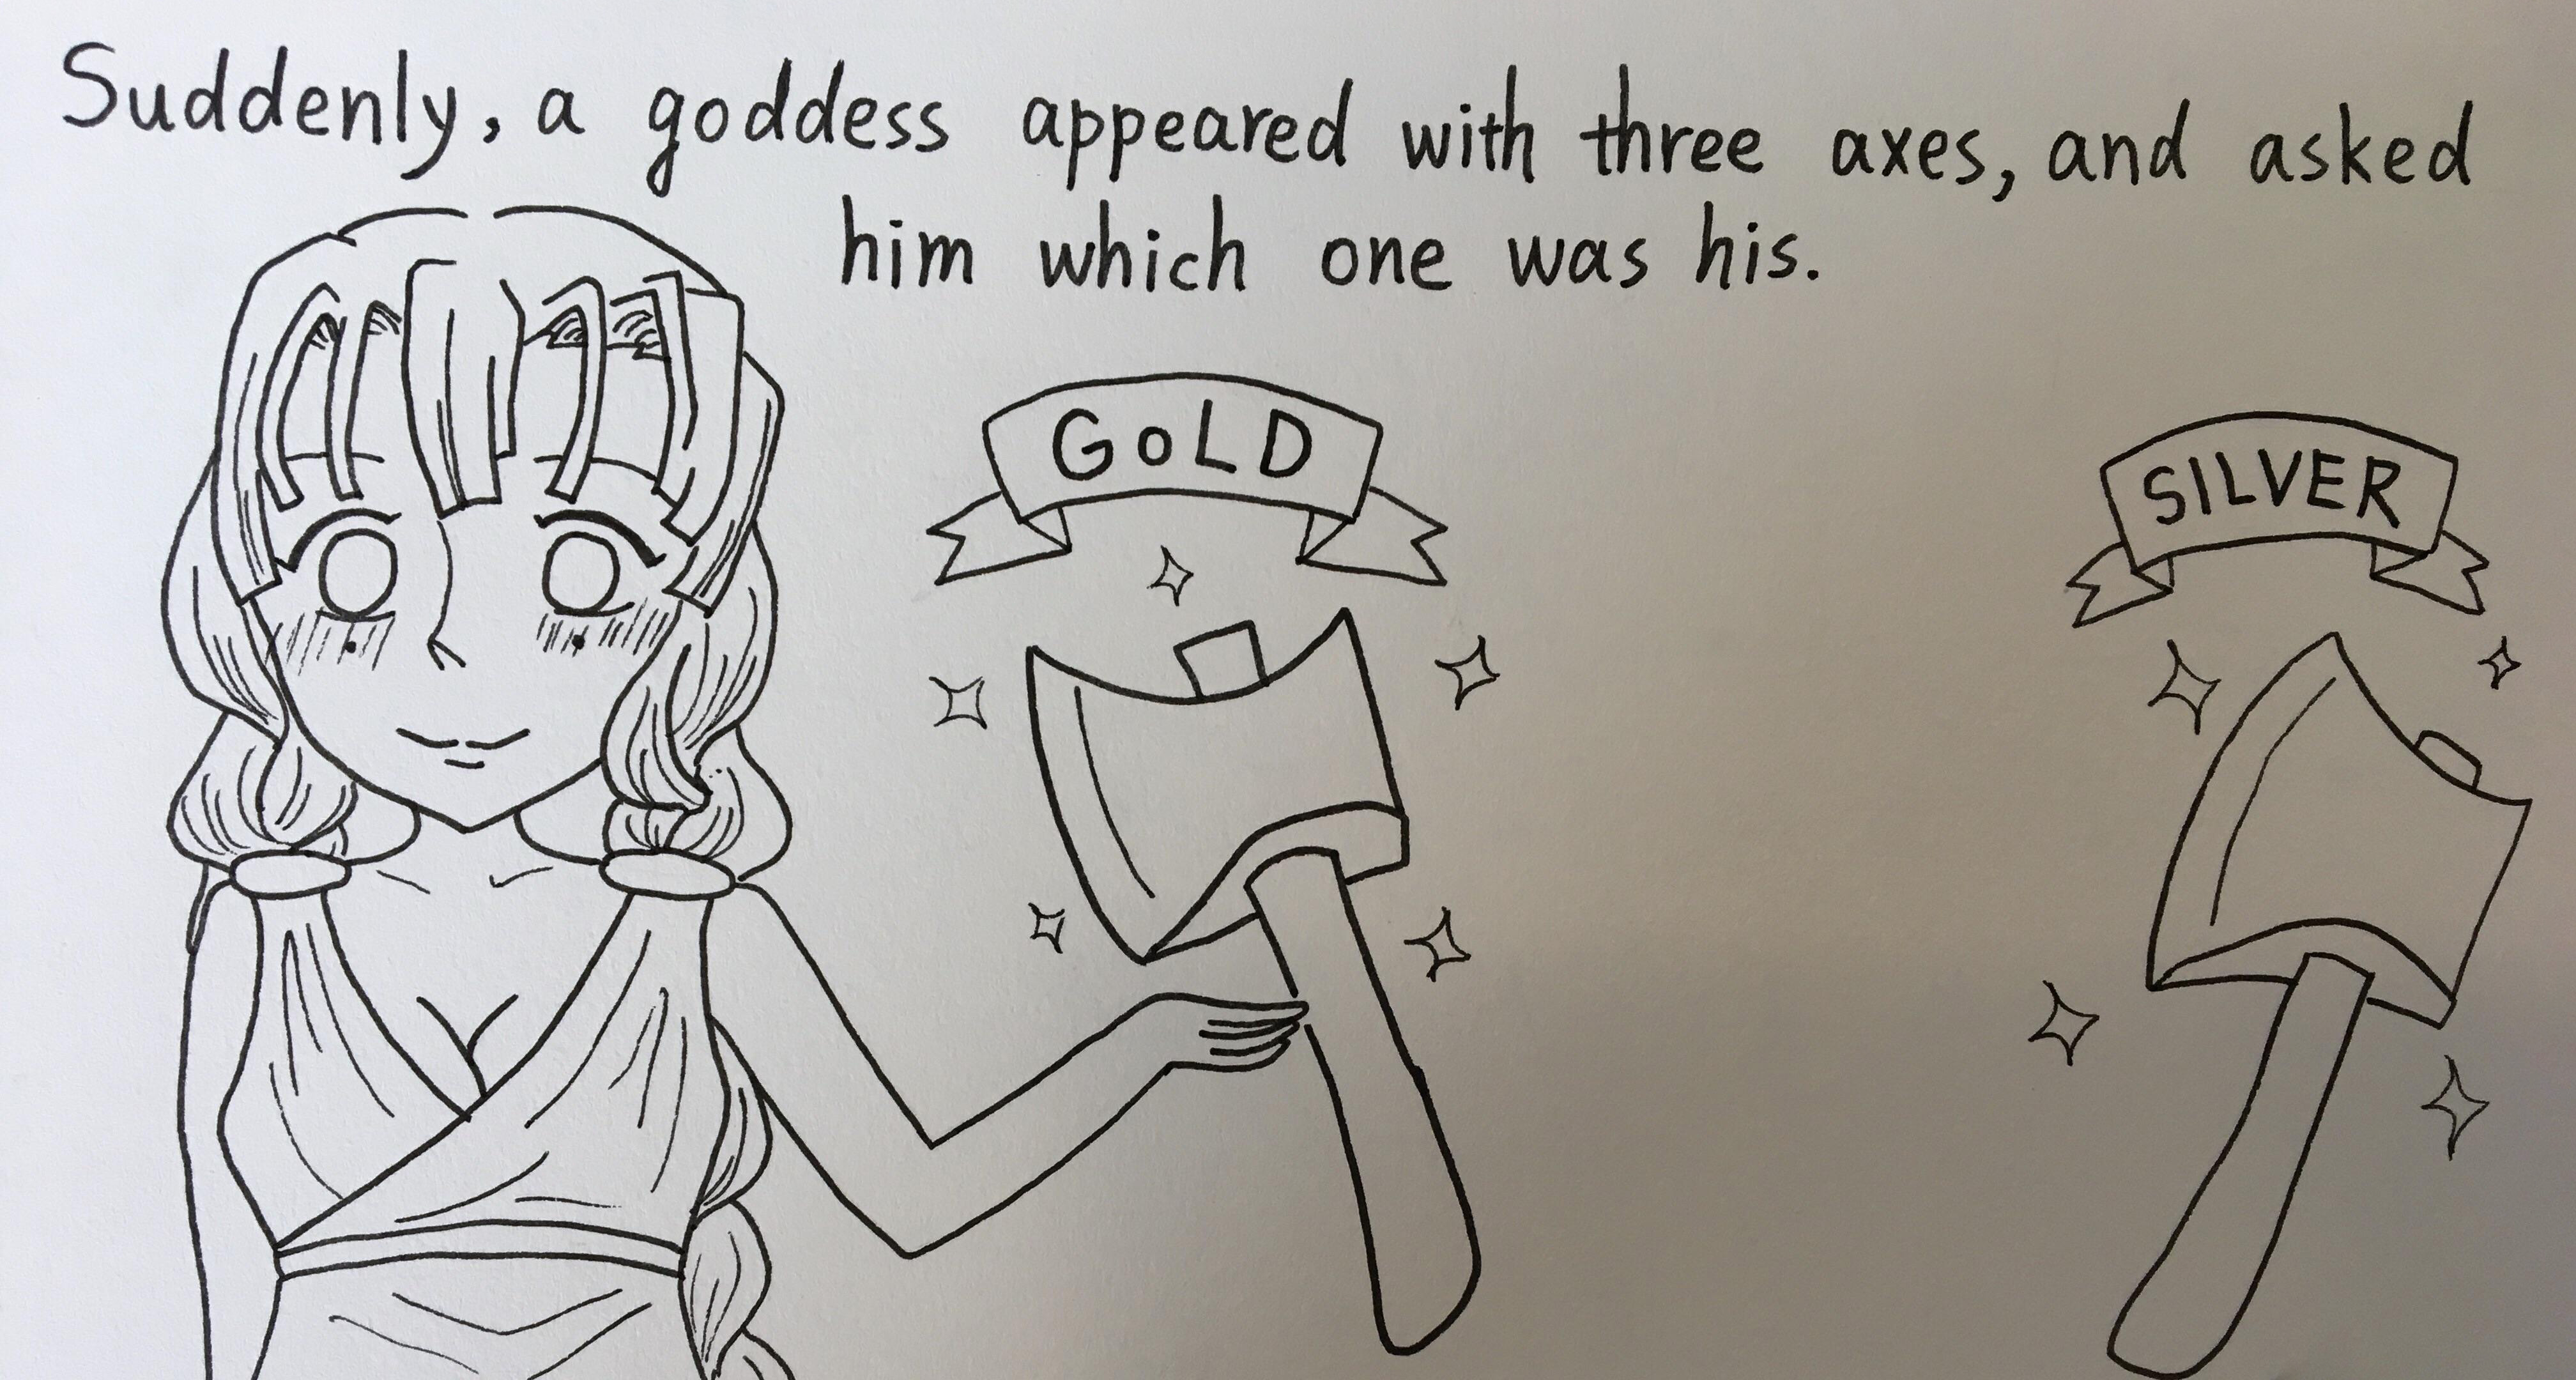 Suddenly, a goddess appeared with three axes, and asked
him which one was his.
GoLD
SILVER